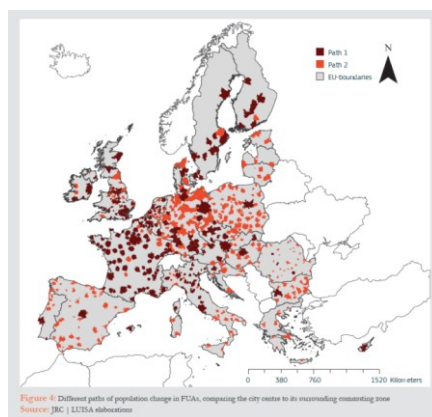 Path 1
Path 2
EU-boundaries
N
0 380 760 1520 Kilometers
Figure 4: Different paths of population change in FUAs, comparing the city centre to its surrounding commuting zone
Source: JRC | LUISA elaborations